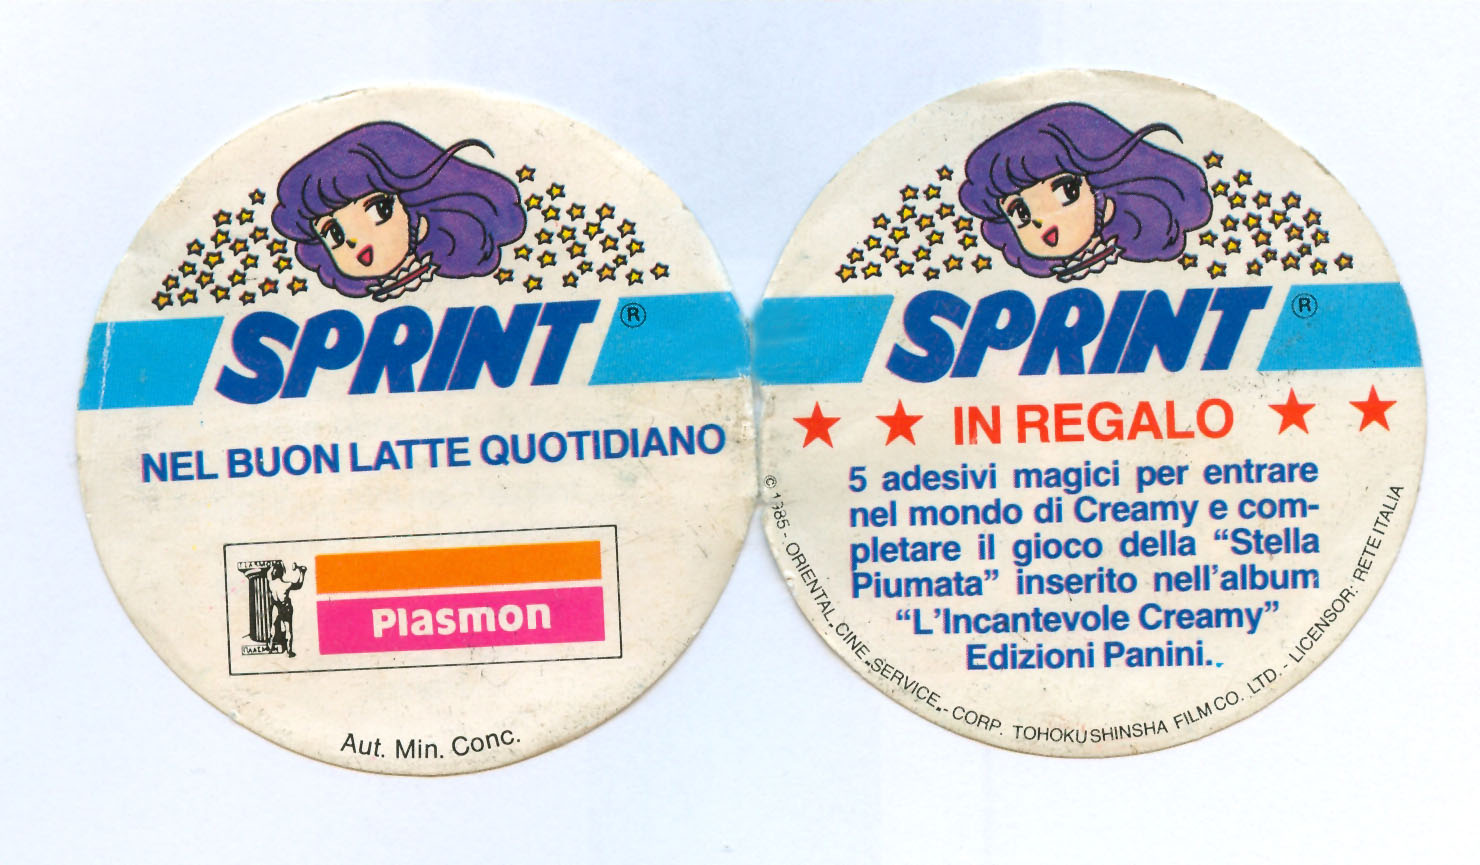 SPRINT ®
NEL BUON LATTE QUOTIDIANO
Plasmon
Aut. Min. Conc.
SPRINT ®
★ ★ IN REGALO ★ ★
5 adesivi magici per entrare
nel mondo di Creamy e com-
pletare il gioco della “Stella
Piumata” inserito nell’album
“L’Incantevole Creamy”
Edizioni Panini.
© 1985 - ORIENTAL CINE SERVICE - CORP. TOHOKUSHINSHA FILM CO. LTD. - LICENSOR: RETE ITALIA